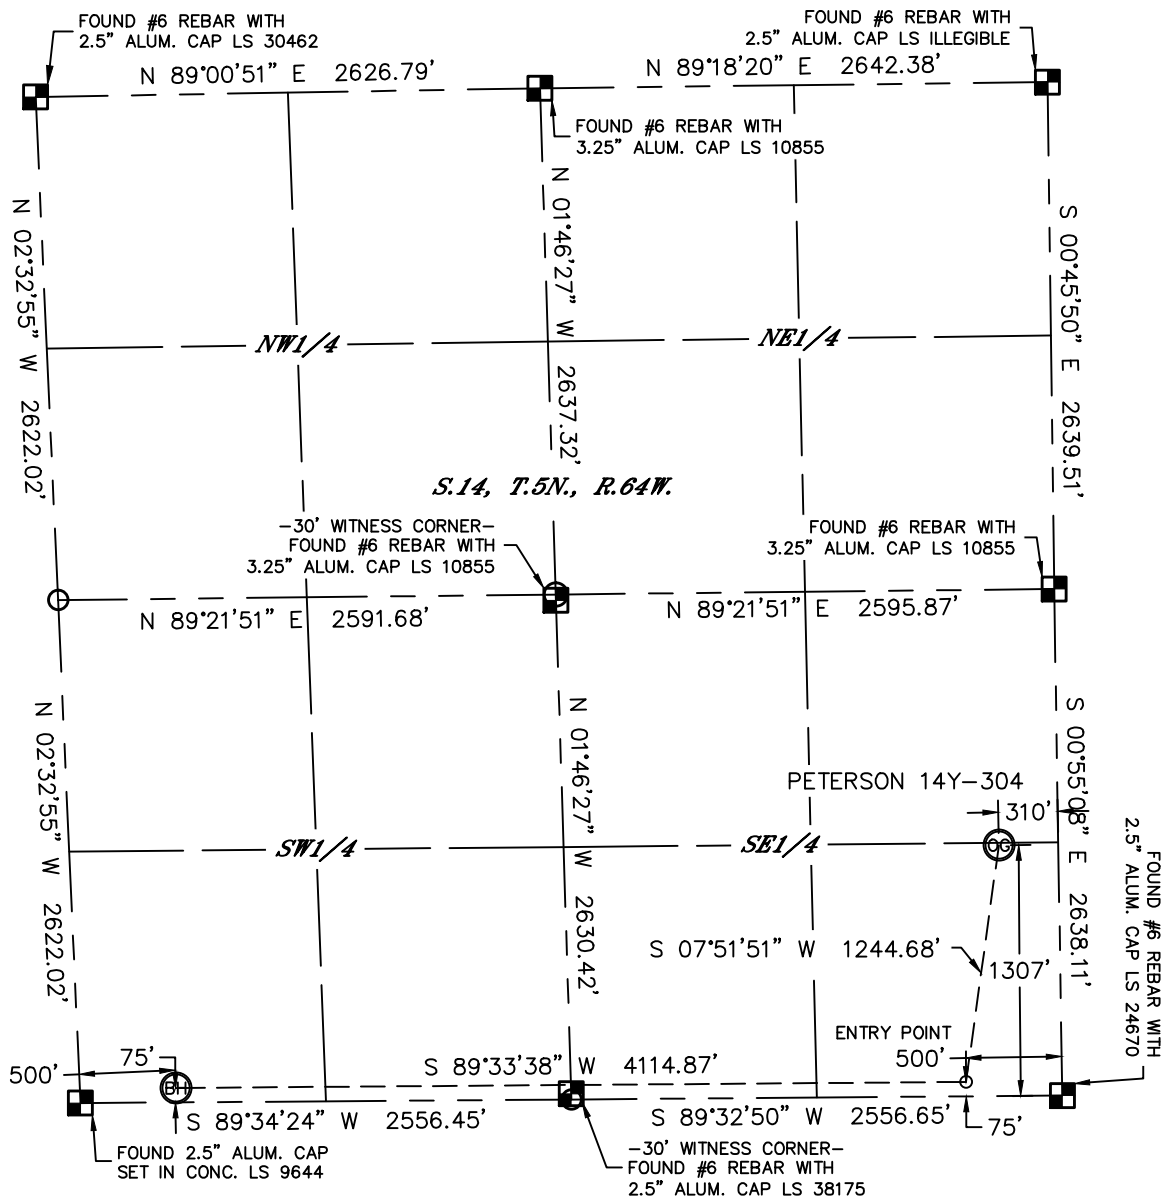 FOUND #6 REBAR WITH
2.5" ALUM. CAP LS 30462
FOUND #6 REBAR WITH
2.5" ALUM. CAP LS ILLEGIBLE
N 89°00'51" E 2626.79'
N 89°18'20" E 2642.38'
FOUND #6 REBAR WITH
3.25" ALUM. CAP LS 10855
N 02°32'55" W 2622.02'
N 01°46'27" W 2637.32'
S 00°45'50" E 2639.51'
NW1/4
NE1/4
S.14, T.5N., R.64W.
-30' WITNESS CORNER-
FOUND #6 REBAR WITH
3.25" ALUM. CAP LS 10855
FOUND #6 REBAR WITH
3.25" ALUM. CAP LS 10855
N 89°21'51" E 2591.68'
N 89°21'51" E 2595.87'
N 02°32'55" W 2622.02'
N 01°46'27" W 2630.42'
S 00°55'08" E 2638.11'
PETERSON 14Y-304
310'
OG
SW1/4
SE1/4
FOUND #6 REBAR WITH
2.5" ALUM. CAP LS 24670
S 07°51'51" W 1244.68'
1307'
ENTRY POINT
500'
75'
500'
BH
S 89°33'38" W 4114.87'
S 89°34'24" W 2556.45'
S 89°32'50" W 2556.65'
75'
FOUND 2.5" ALUM. CAP
SET IN CONC. LS 9644
-30' WITNESS CORNER-
FOUND #6 REBAR WITH
2.5" ALUM. CAP LS 38175